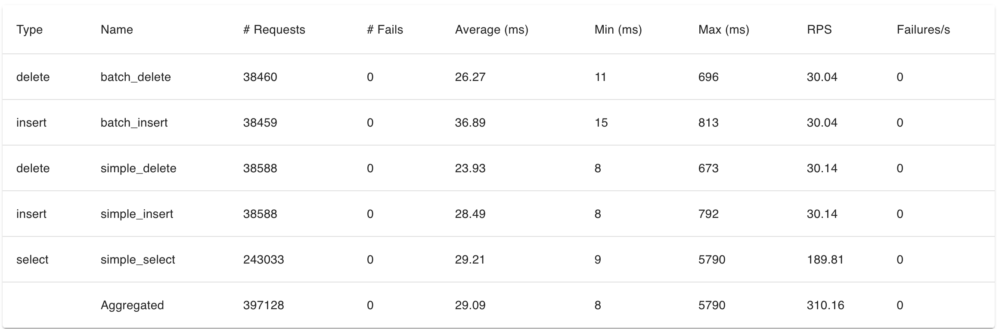 Type Name # Requests # Fails Average (ms) Min (ms) Max (ms) RPS Failures/s
delete batch_delete 38460 0 26.27 11 696 30.04 0
insert batch_insert 38459 0 36.89 15 813 30.04 0
delete simple_delete 38588 0 23.93 8 673 30.14 0
insert simple_insert 38588 0 28.49 8 792 30.14 0
select simple_select 243033 0 29.21 9 5790 189.81 0
Aggregated 397128 0 29.09 8 5790 310.16 0